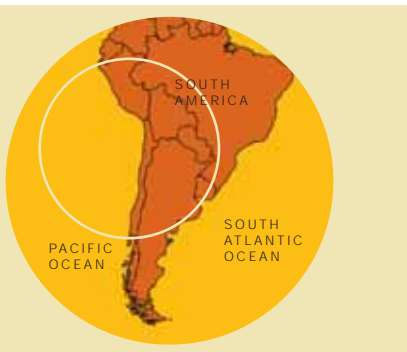 SOUTH
AMERICA
SOUTH
ATLANTIC
OCEAN
PACIFIC
OCEAN